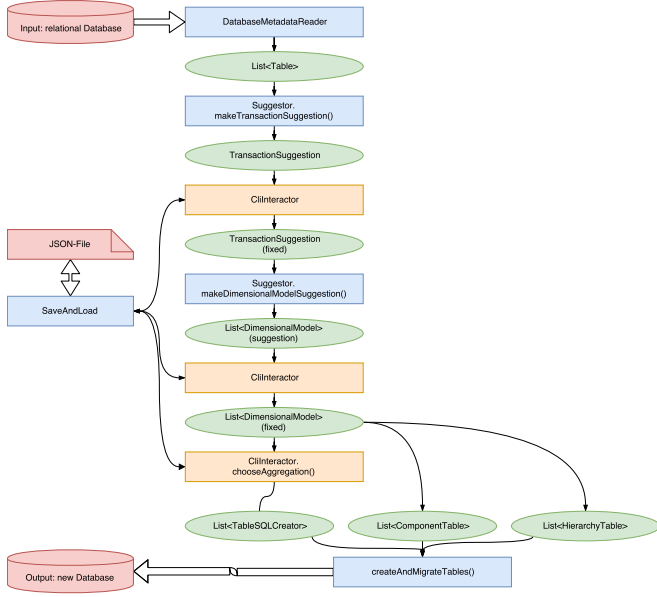 Input: relational Database
DatabaseMetadataReader
List<Table>
Suggestor.
makeTransactionSuggestion()
TransactionSuggestion
CliInteractor
TransactionSuggestion
(fixed)
JSON-File
Suggestor.
makeDimensionalModelSuggestion()
SaveAndLoad
List<DimensionalModel>
(suggestion)
CliInteractor
List<DimensionalModel>
(fixed)
CliInteractor.
chooseAggregation()
List<TableSQLCreator>
List<ComponentTable>
List<HierarchyTable>
Output: new Database
createAndMigrateTables()